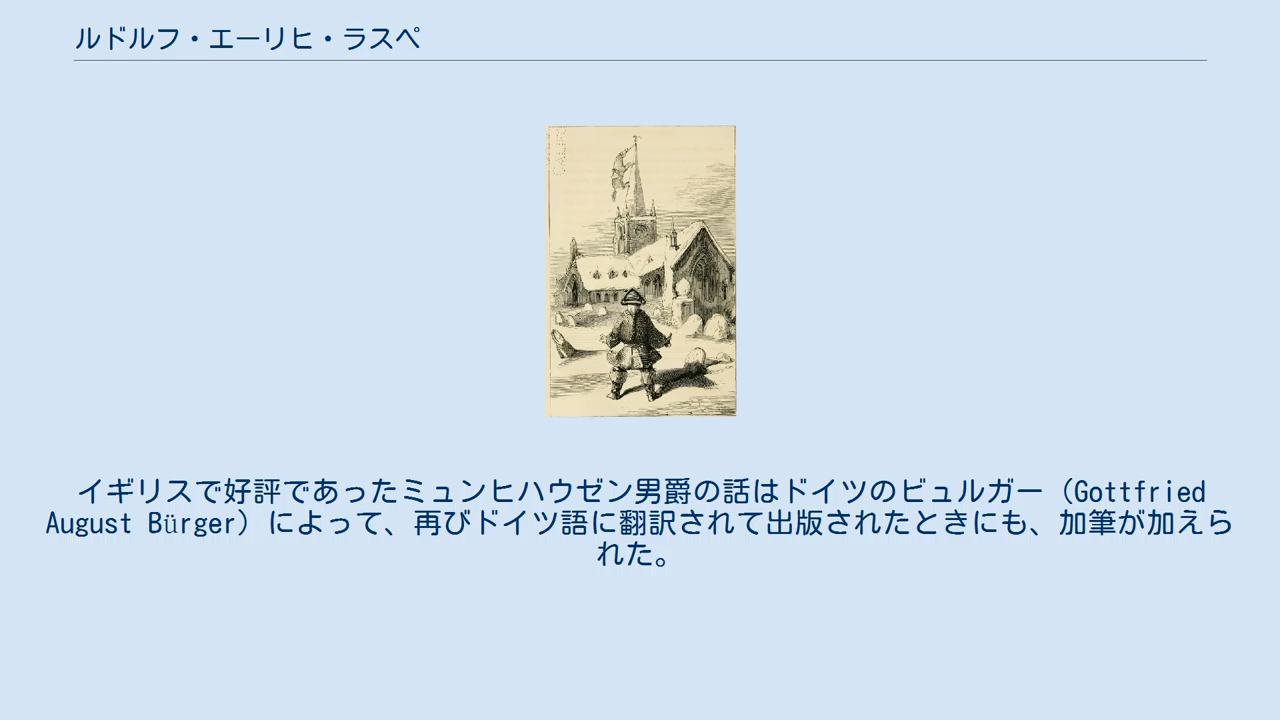 ルドルフ・エーリヒ・ラスペ
イギリスで好評であったミュンヒハウゼン男爵の話はドイツのビュルガー（Gottfried
August Bürger）によって、再びドイツ語に翻訳されて出版されたときにも、加筆が加えら
れた。